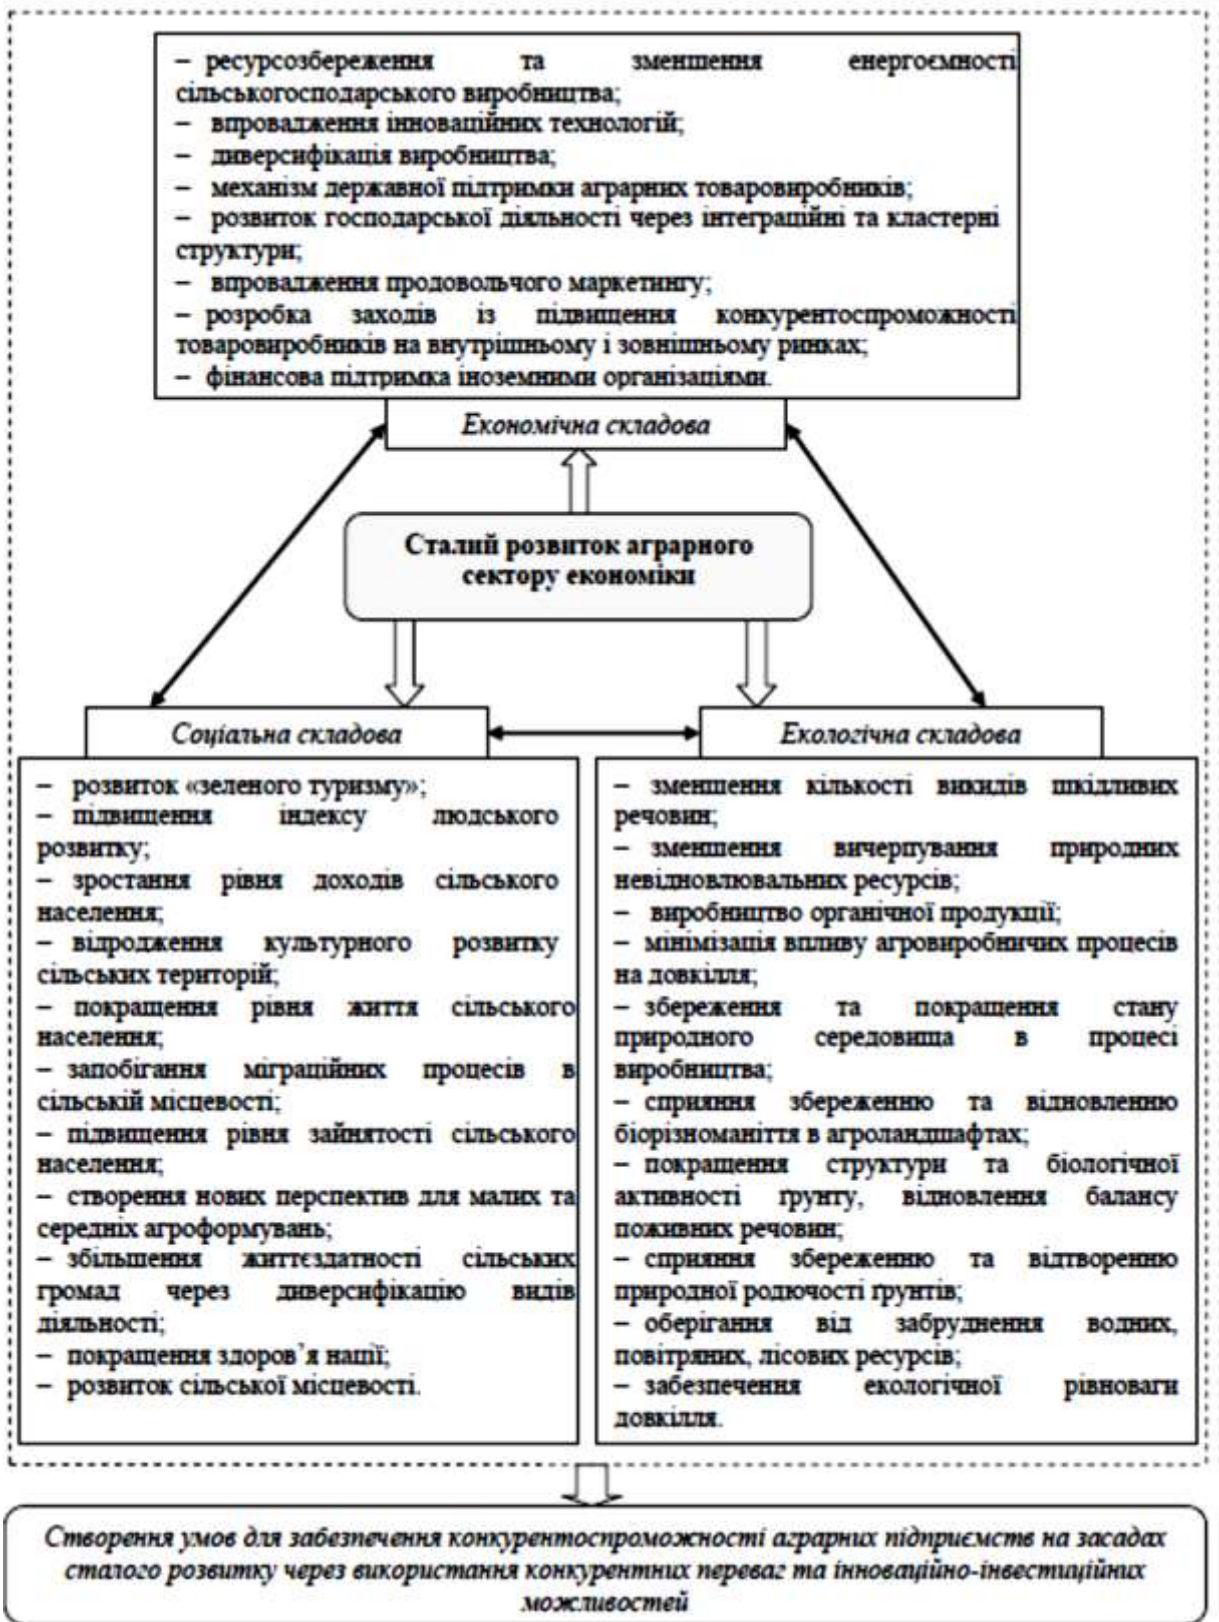 – ресурсозбереження та зменшення енергоємності
сільськогосподарського виробництва;
– впровадження інноваційних технологій;
– диверсифікація виробництва;
– механізм державної підтримки аграрних товаровиробників;
– розвиток господарської діяльності через інтеграційні та кластерні
структури;
– впровадження продовольчого маркетингу;
– розробка заходів із підвищення конкурентоспроможності
товаровиробників на внутрішньому і зовнішньому ринках;
– фінансова підтримка іноземними організаціями.
Економічна складова
Сталий розвиток аграрного
сектору економіки
Соціальна складова
– розвиток «зеленого туризму»;
– підвищення індексу людського
розвитку;
– зростання рівня доходів сільського
населення;
– відродження культурного розвитку
сільських територій;
– покращення рівня життя сільського
населення;
– запобігання міграційних процесів в
сільській місцевості;
– підвищення рівня зайнятості сільського
населення;
– створення нових перспектив для малих та
середніх агроформувань;
– збільшення життєздатності сільських
громад через диверсифікацію видів
діяльності;
– покращення здоров’я нації;
– розвиток сільської місцевості.
Екологічна складова
– зменшення кількості викидів шкідливих
речовин;
– зменшення вичерпування природних
невідновлювальних ресурсів;
– виробництво органічної продукції;
– мінімізація впливу агровиробничих процесів
на довкілля;
– збереження та покращення стану
природного середовища в процесі
виробництва;
– сприяння збереженню та відновленню
біорізноманіття в агроландшафтах;
– покращення структури та біологічної
активності ґрунту, відновлення балансу
поживних речовин;
– сприяння збереженню та відтворенню
природної родючості ґрунтів;
– оберігання від забруднення водних,
повітряних, лісових ресурсів;
– забезпечення екологічної рівноваги
довкілля.
Створення умов для забезпечення конкурентоспроможності аграрних підприємств на засадах
сталого розвитку через використання конкурентних переваг та інноваційно-інвестиційних
можливостей